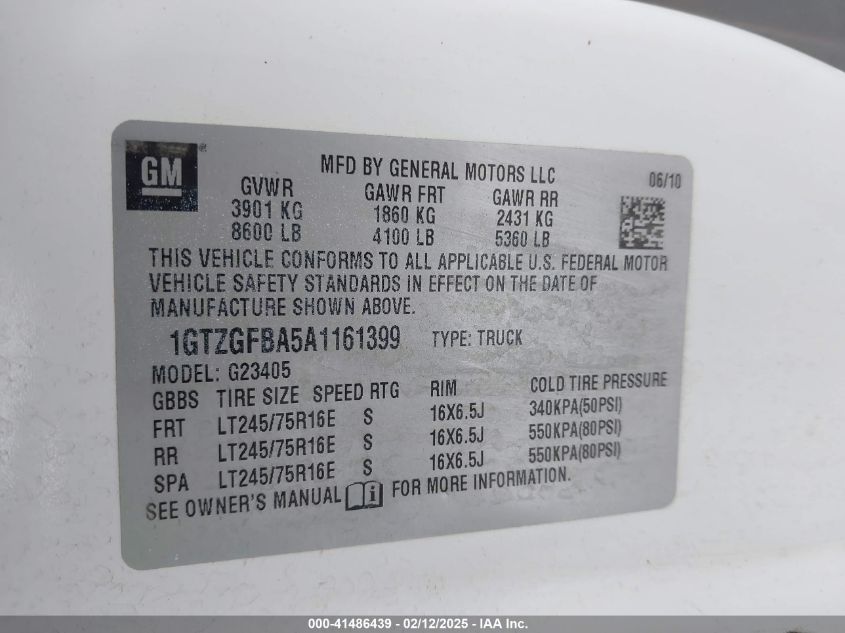 GM
MFD BY GENERAL MOTORS LLC 06/10
GVWR GAWR FRT GAWR RR
3901 KG 1860 KG 2431 KG
8600 LB 4100 LB 5360 LB
THIS VEHICLE CONFORMS TO ALL APPLICABLE U.S. FEDERAL MOTOR
VEHICLE SAFETY STANDARDS IN EFFECT ON THE DATE OF
MANUFACTURE SHOWN ABOVE.
1GTZGFBA5A1161399 TYPE: TRUCK
MODEL: G23405
GBBS TIRE SIZE SPEED RTG RIM COLD TIRE PRESSURE
FRT LT245/75R16E S 16X6.5J 340KPA(50PSI)
RR LT245/75R16E S 16X6.5J 550KPA(80PSI)
SPA LT245/75R16E S 16X6.5J 550KPA(80PSI)
SEE OWNER'S MANUAL FOR MORE INFORMATION.
000-41486439 - 02/12/2025 - IAA Inc.